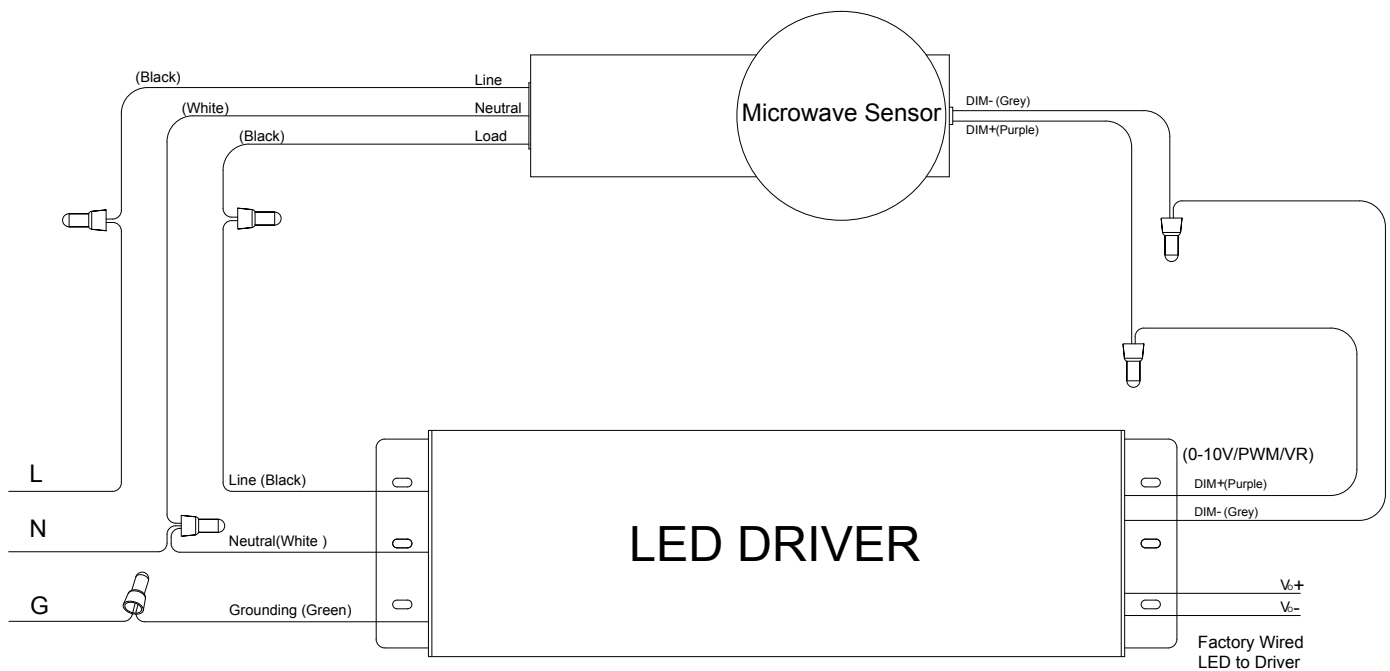 (Black)
Line
(White)
Neutral
(Black)
Load
Microwave Sensor
DIM- (Grey)
DIM+(Purple)
L
N
G
Line (Black)
Neutral(White )
Grounding (Green)
LED DRIVER
(0-10V/PWM/VR)
DIM+(Purple)
DIM- (Grey)
Vo+
Vo-
Factory Wired
LED to Driver